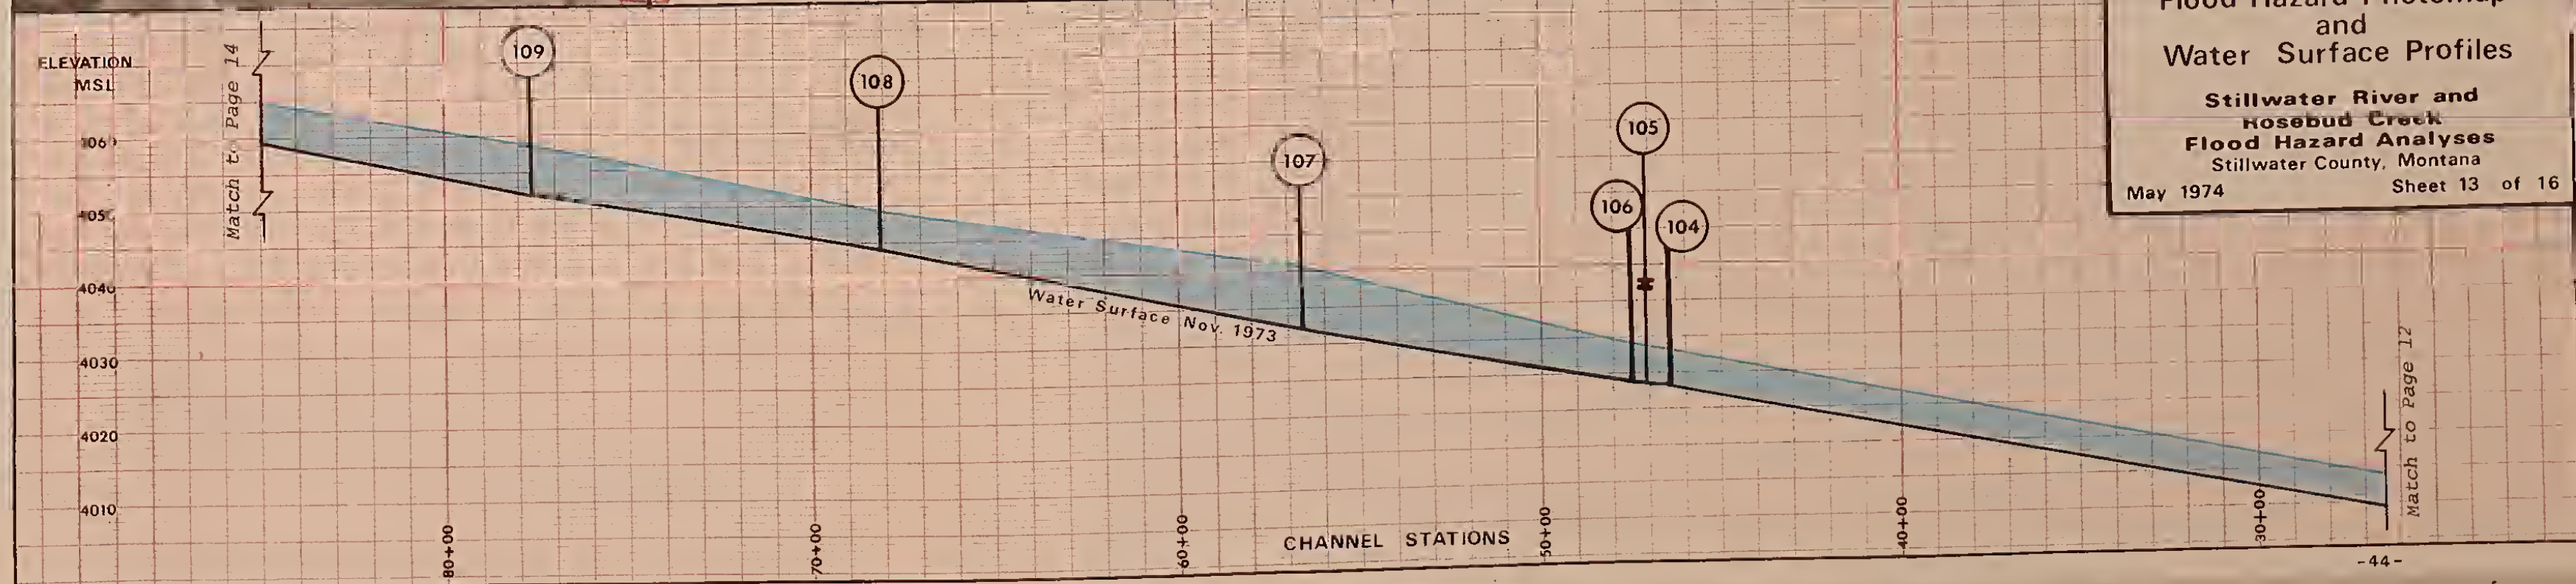 and
Water Surface Profiles
Stillwater River and
Rosebud Creek
Flood Hazard Analyses
Stillwater County, Montana
May 1974 Sheet 13 of 16
ELEVATION
MSL
4040
4030
4020
4010
Match to Page 14
109
108
107
106
105
104
Water Surface Nov. 1973
Match to Page 12
80+00
70+00
60+00
50+00
40+00
30+00
CHANNEL STATIONS
-44-